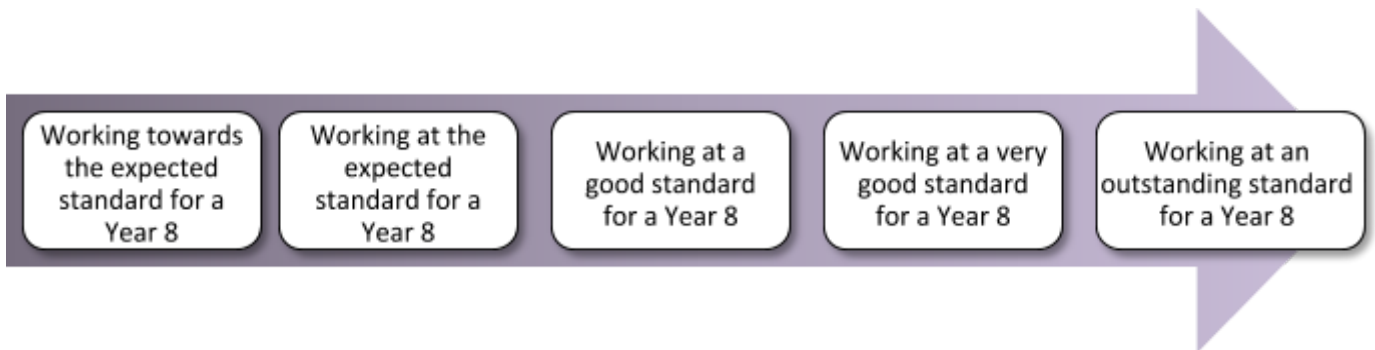 Working towards
the expected
standard for a
Year 8
Working at the
expected
standard for a
Year 8
Working at a
good standard
for a Year 8
Working at a very
good standard
for a Year 8
Working at an
outstanding standard
for a Year 8